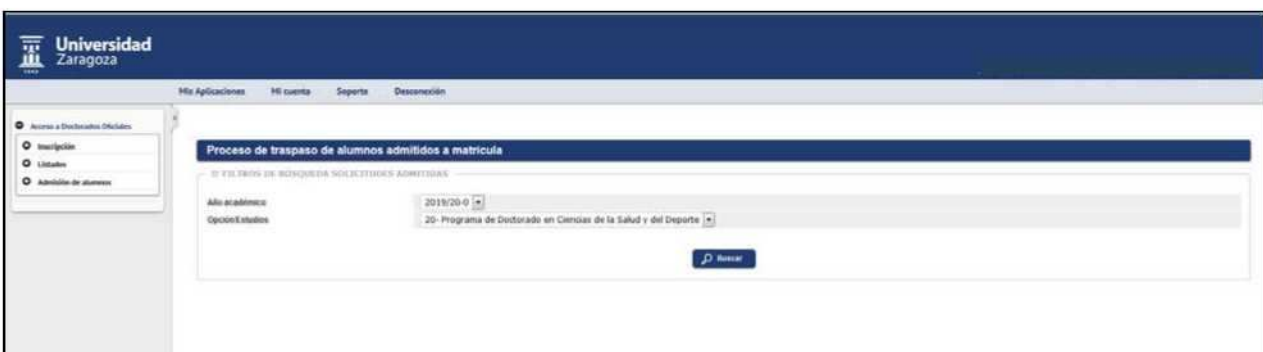 Universidad
Zaragoza
Mis Aplicaciones Mi cuenta Soporte Desconexión
Acceso a Doctorados Oficiales
Inscripción
Listados
Admisión de alumnos
Proceso de traspaso de alumnos admitidos a matricula
FILTROS DE BÚSQUEDA SOLICITUDES ADMITIDAS
Año académico 2019/20-0
Opción/Estudios 20- Programa de Doctorado en Ciencias de la Salud y del Deporte
Buscar